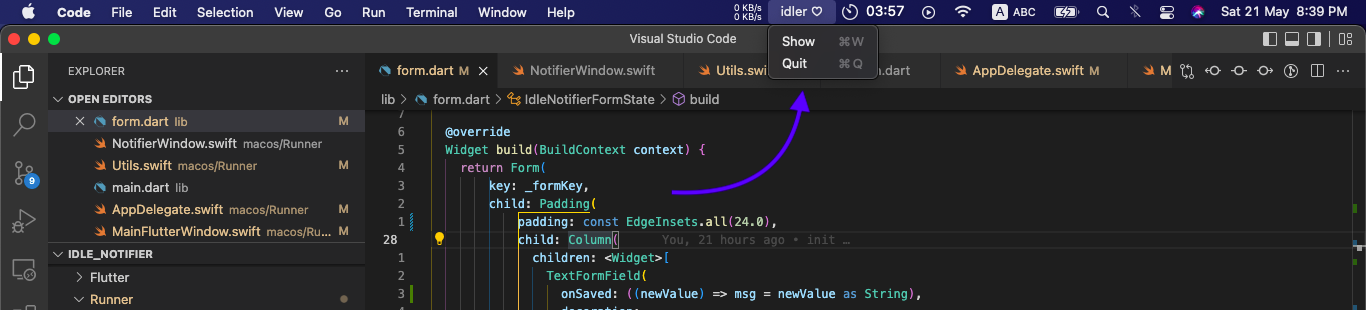 Code File Edit Selection View Go Run Terminal Window Help 0 KB/s 0 KB/s idler ♡ 03:57 A ABC Sat 21 May 8:39 PM
Visual Studio Code
Show ⌘W
Quit ⌘Q
EXPLORER ...
form.dart M NotifierWindow.swift Utils.swi dart AppDelegate.swift M M ...
OPEN EDITORS
lib > form.dart > IdleNotifierFormState > build
form.dart lib M
NotifierWindow.swift macos/Runner
Utils.swift macos/Runner M
main.dart lib
AppDelegate.swift macos/Runner M
MainFlutterWindow.swift macos/Ru... M
IDLE_NOTIFIER
Flutter
Runner
9
7
6 @override
5 Widget build(BuildContext context) {
4 return Form(
3 key: _formKey,
2 child: Padding(
1 padding: const EdgeInsets.all(24.0),
28 child: Column( You, 21 hours ago • init …
1 children: <Widget>[
2 TextFormField(
3 onSaved: ((newValue) => msg = newValue as String),